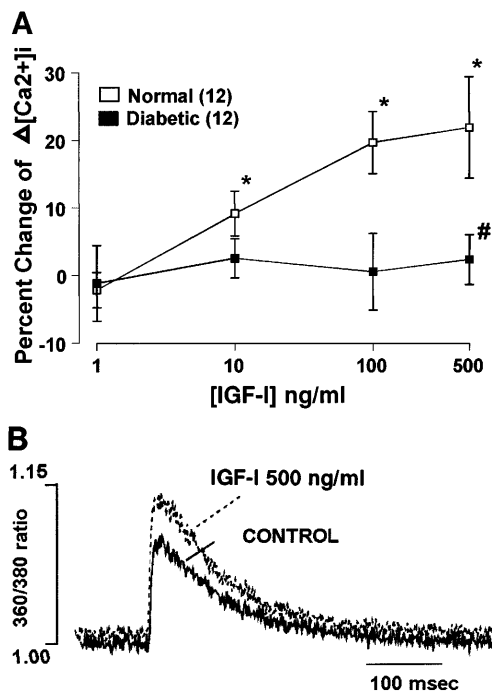 A
Percent Change of Δ[Ca2+]i
30
20
10
0
-10
Normal (12)
Diabetic (12)
*
*
*
#
1
10
100
500
[IGF-I] ng/ml
B
1.15
360/380 ratio
1.00
IGF-I 500 ng/ml
CONTROL
100 msec